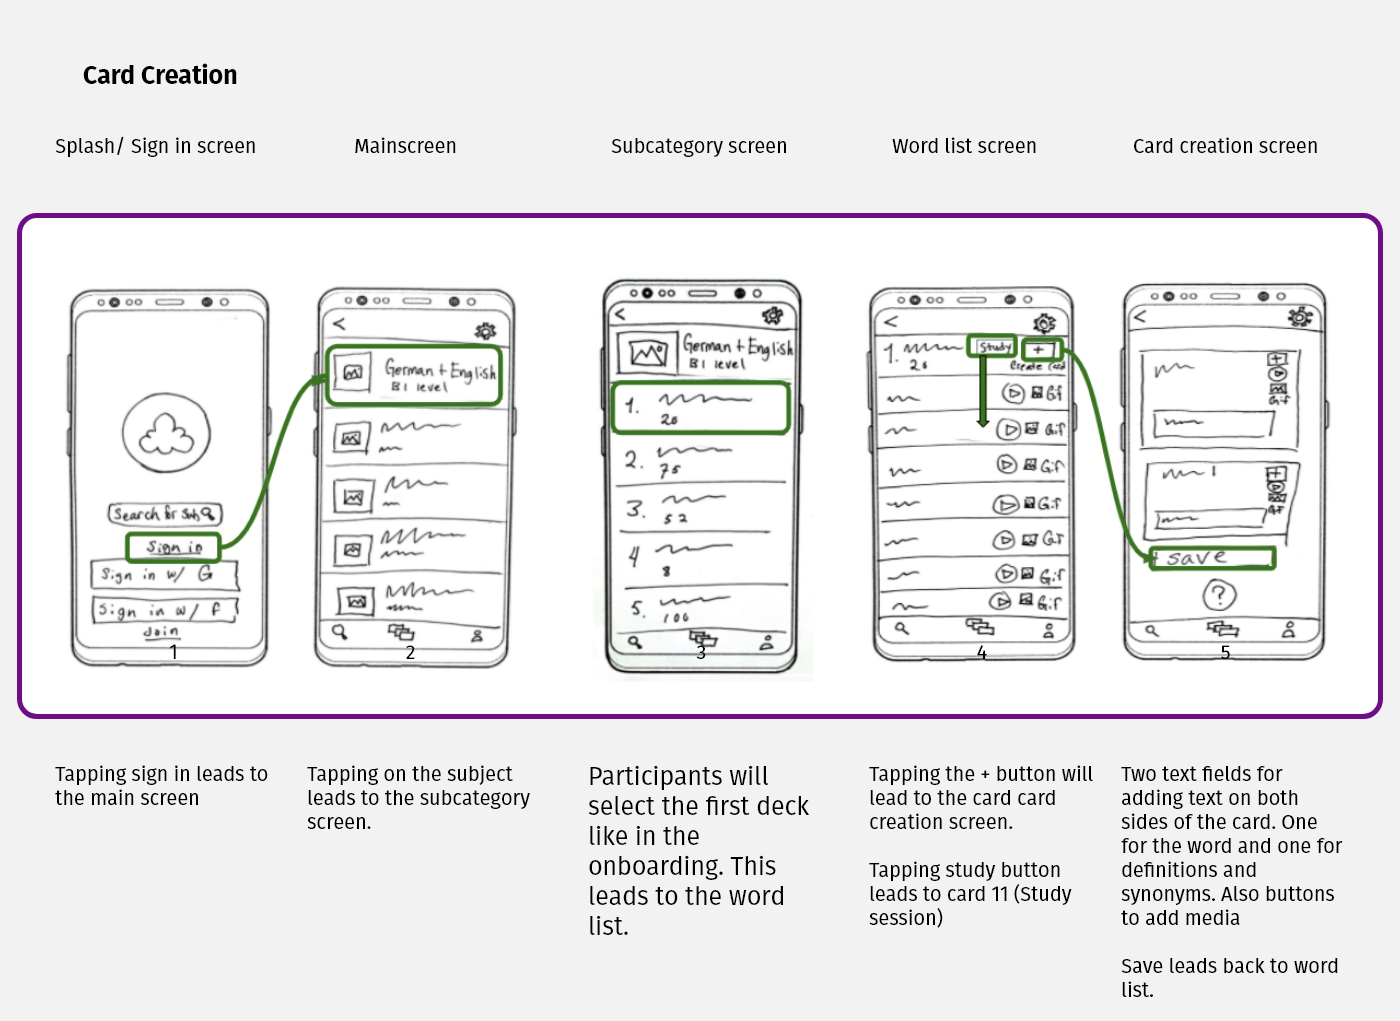 Card Creation
Splash/ Sign in screen
Mainscreen
Subcategory screen
Word list screen
Card creation screen
Search for
Sign in
Sign in w/ G
Sign in w/ f
Join
1
<
German + English
B1 level
2
<
German + English
B1 level
1.
20
2.
75
3.
52
4
8
5.
100
3
<
1.
Study
+
20
Create Card
Gif
Gif
Gif
Gif
Gif
Gif
Gif
4
<
+
Gif
+
Gif
+ save
?
5
Tapping sign in leads to
the main screen
Tapping on the subject
leads to the subcategory
screen.
Participants will
select the first deck
like in the
onboarding. This
leads to the word
list.
Tapping the + button will
lead to the card card
creation screen.
Tapping study button
leads to card 11 (Study
session)
Two text fields for
adding text on both
sides of the card. One
for the word and one for
definitions and
synonyms. Also buttons
to add media
Save leads back to word
list.